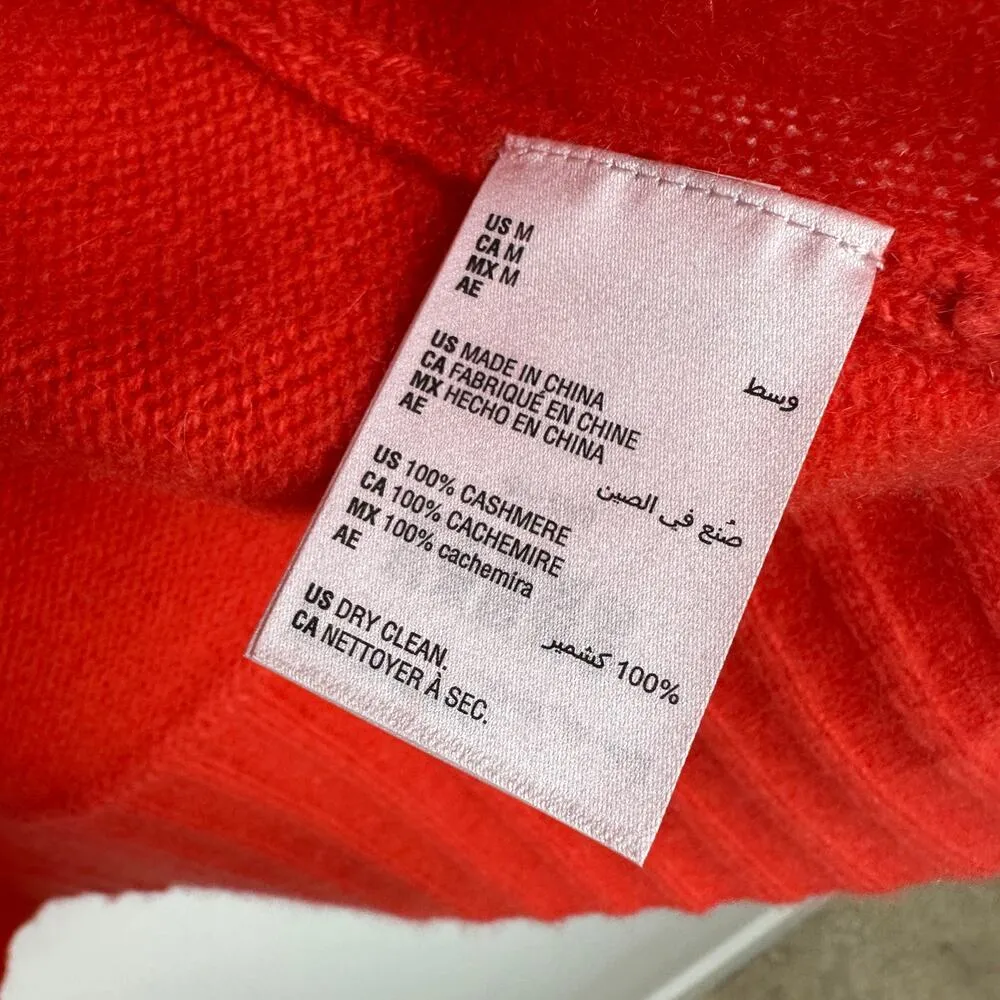 US M
CA M
MX M
AE وسط
US MADE IN CHINA
CA FABRIQUÉ EN CHINE
MX HECHO EN CHINA
AE صُنع في الصين
US 100% CASHMERE
CA 100% CACHEMIRE
MX 100% cachemira
AE 100% كشمير
US DRY CLEAN.
CA NETTOYER À SEC.